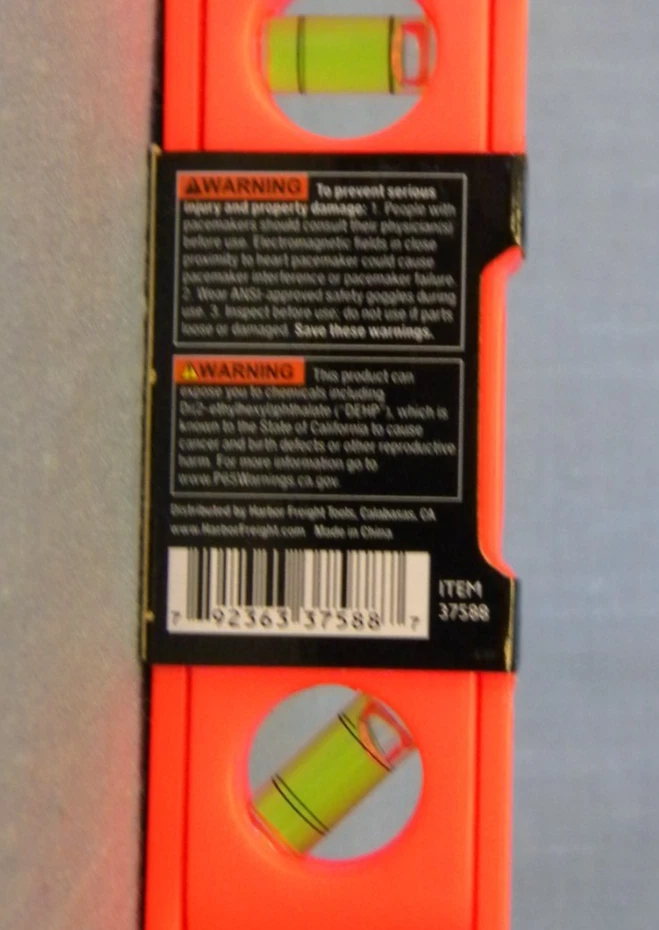 WARNING To prevent serious
injury and property damage: 1. People with
pacemakers should consult their physician(s)
before use. Electromagnetic fields in close
proximity to heart pacemaker could cause
pacemaker interference or pacemaker failure.
2. Wear ANSI-approved safety goggles during
use. 3. Inspect before use; do not use if parts
loose or damaged. Save these warnings.
WARNING This product can
expose you to chemicals including
Di(2-ethylhexyl)phthalate ("DEHP"), which is
known to the State of California to cause
cancer and birth defects or other reproductive
harm. For more information go to
www.P65Warnings.ca.gov.
Distributed by Harbor Freight Tools, Calabasas, CA
www.HarborFreight.com Made in China
7 92363 37588 7
ITEM
37588